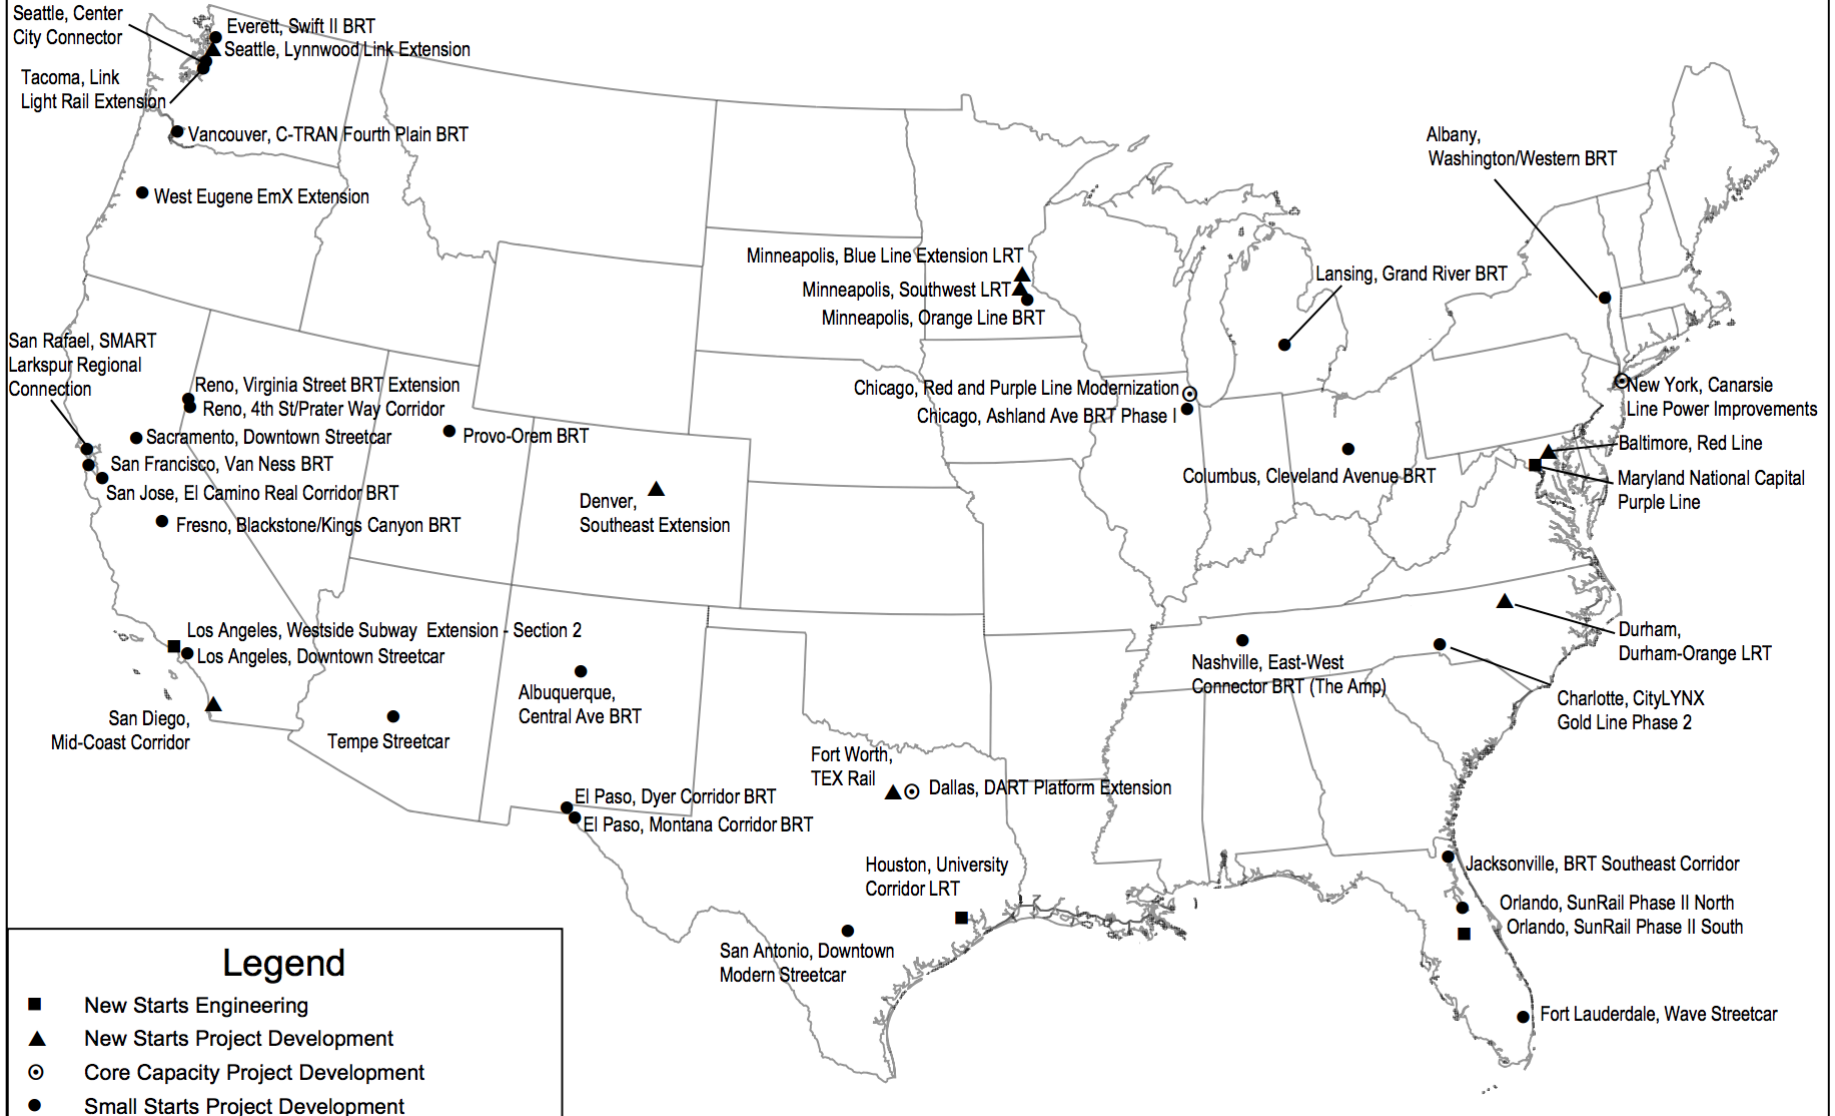 Seattle, Center
City Connector
Everett, Swift II BRT
Seattle, Lynnwood Link Extension
Tacoma, Link
Light Rail Extension
Vancouver, C-TRAN Fourth Plain BRT
West Eugene EmX Extension
Albany,
Washington/Western BRT
Minneapolis, Blue Line Extension LRT
Minneapolis, Southwest LRT
Minneapolis, Orange Line BRT
Lansing, Grand River BRT
San Rafael, SMART
Larkspur Regional
Connection
Reno, Virginia Street BRT Extension
Reno, 4th St/Prater Way Corridor
Sacramento, Downtown Streetcar
San Francisco, Van Ness BRT
San Jose, El Camino Real Corridor BRT
Fresno, Blackstone/Kings Canyon BRT
Provo-Orem BRT
Denver,
Southeast Extension
Chicago, Red and Purple Line Modernization
Chicago, Ashland Ave BRT Phase I
Columbus, Cleveland Avenue BRT
New York, Canarsie
Line Power Improvements
Baltimore, Red Line
Maryland National Capital
Purple Line
Los Angeles, Westside Subway Extension - Section 2
Los Angeles, Downtown Streetcar
San Diego,
Mid-Coast Corridor
Tempe Streetcar
Albuquerque,
Central Ave BRT
Nashville, East-West
Connector BRT (The Amp)
Durham,
Durham-Orange LRT
Charlotte, CityLYNX
Gold Line Phase 2
Fort Worth,
TEX Rail
Dallas, DART Platform Extension
El Paso, Dyer Corridor BRT
El Paso, Montana Corridor BRT
Houston, University
Corridor LRT
San Antonio, Downtown
Modern Streetcar
Jacksonville, BRT Southeast Corridor
Orlando, SunRail Phase II North
Orlando, SunRail Phase II South
Fort Lauderdale, Wave Streetcar
Legend
New Starts Engineering
New Starts Project Development
Core Capacity Project Development
Small Starts Project Development